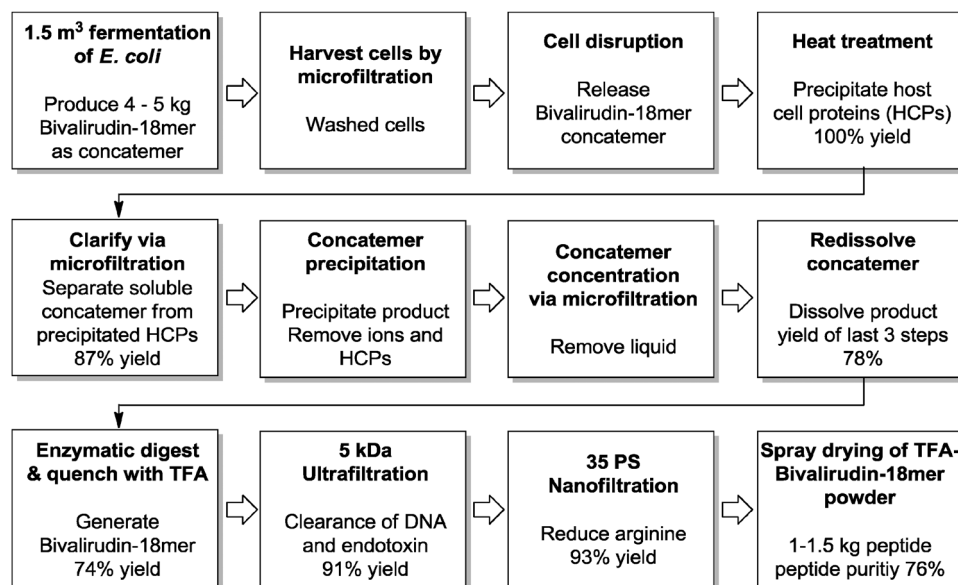 1.5 m³ fermentation
of E. coli
Produce 4 - 5 kg
Bivalirudin-18mer
as concatemer
Harvest cells by
microfiltration
Washed cells
Cell disruption
Release
Bivalirudin-18mer
concatemer
Heat treatment
Precipitate host
cell proteins (HCPs)
100% yield
Clarify via
microfiltration
Separate soluble
concatemer from
precipitated HCPs
87% yield
Concatemer
precipitation
Precipitate product
Remove ions and
HCPs
Concatemer
concentration
via microfiltration
Remove liquid
Redissolve
concatemer
Dissolve product
yield of last 3 steps
78%
Enzymatic digest
& quench with TFA
Generate
Bivalirudin-18mer
74% yield
5 kDa
Ultrafiltration
Clearance of DNA
and endotoxin
91% yield
35 PS
Nanofiltration
Reduce arginine
93% yield
Spray drying of TFA-
Bivalirudin-18mer
powder
1-1.5 kg peptide
peptide puritiy 76%